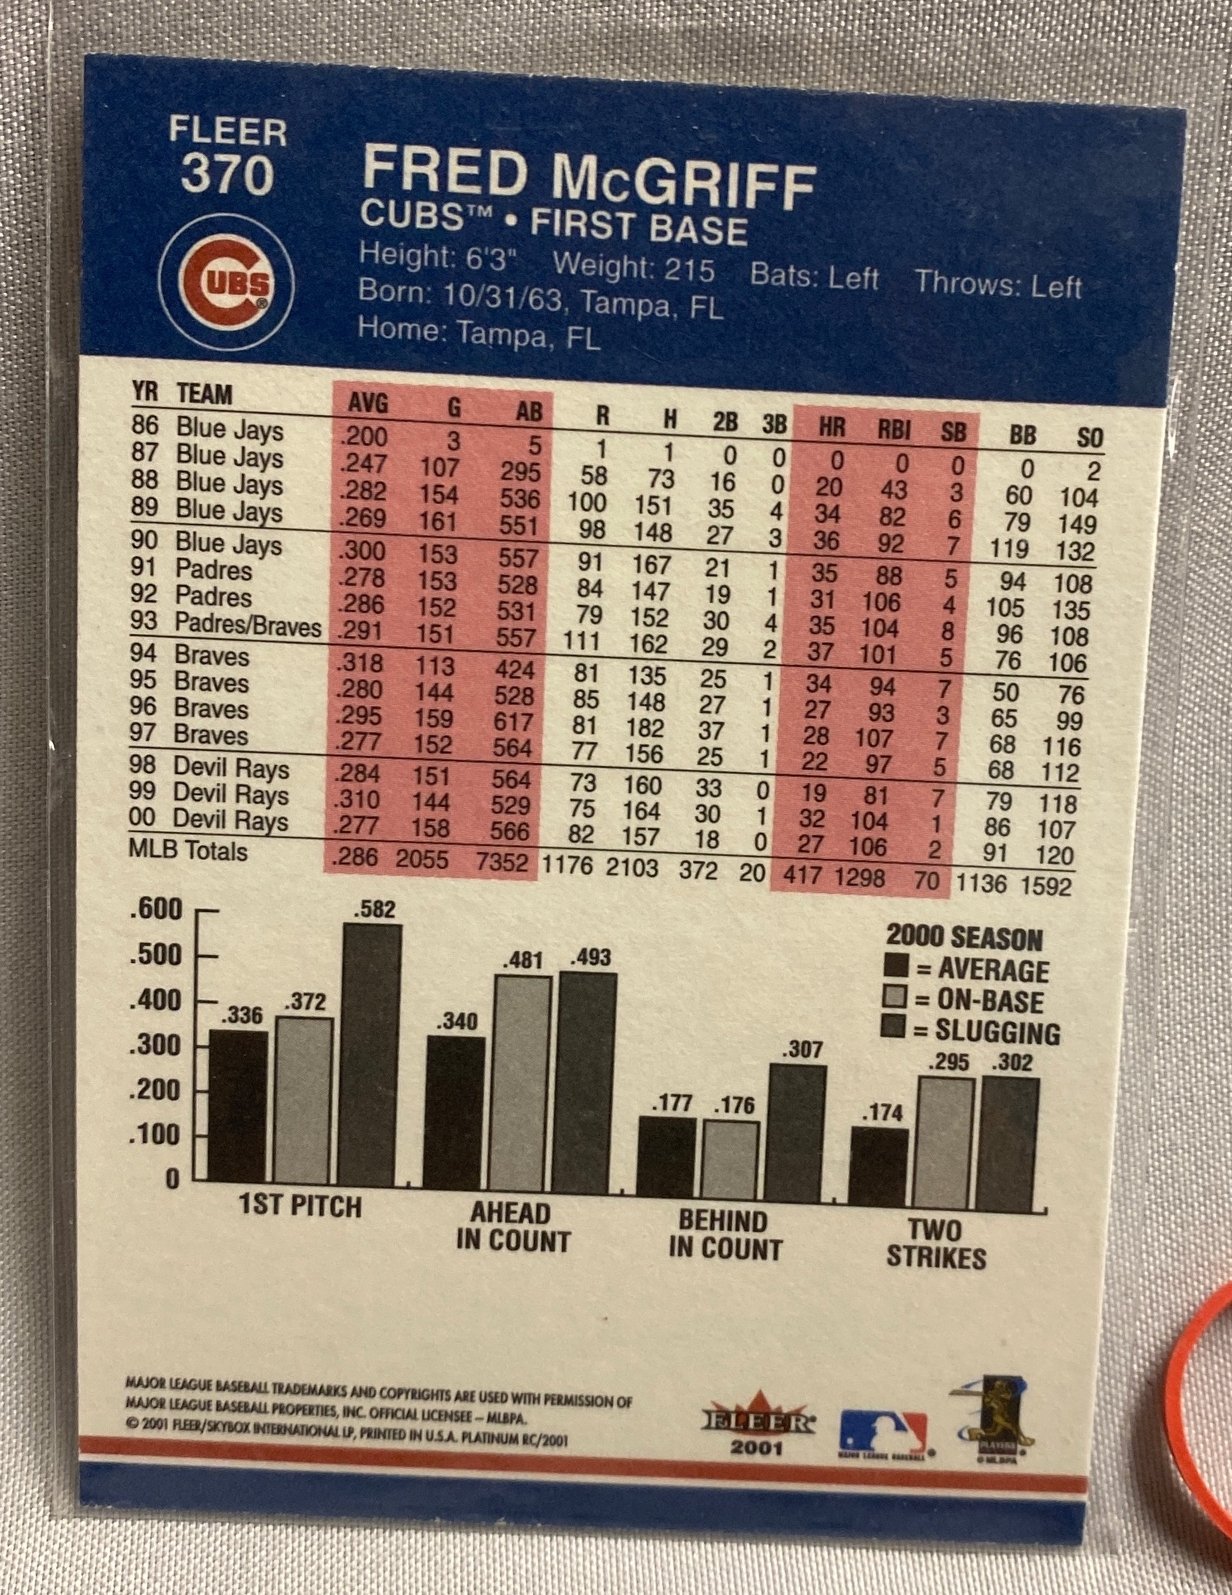 FLEER
370
FRED McGRIFF
CUBS™ • FIRST BASE
Height: 6'3" Weight: 215 Bats: Left Throws: Left
Born: 10/31/63, Tampa, FL
Home: Tampa, FL
CUBS®
YR TEAM AVG G AB R H 2B 3B HR RBI SB BB SO
86 Blue Jays .200 3 5 1 1 0 0 0 0 0 0 2
87 Blue Jays .247 107 295 58 73 16 0 20 43 3 60 104
88 Blue Jays .282 154 536 100 151 35 4 34 82 6 79 149
89 Blue Jays .269 161 551 98 148 27 3 36 92 7 119 132
90 Blue Jays .300 153 557 91 167 21 1 35 88 5 94 108
91 Padres .278 153 528 84 147 19 1 31 106 4 105 135
92 Padres .286 152 531 79 152 30 4 35 104 8 96 108
93 Padres/Braves .291 151 557 111 162 29 2 37 101 5 76 106
94 Braves .318 113 424 81 135 25 1 34 94 7 50 76
95 Braves .280 144 528 85 148 27 1 27 93 3 65 99
96 Braves .295 159 617 81 182 37 1 28 107 7 68 116
97 Braves .277 152 564 77 156 25 1 22 97 5 68 112
98 Devil Rays .284 151 564 73 160 33 0 19 81 7 79 118
99 Devil Rays .310 144 529 75 164 30 1 32 104 1 86 107
00 Devil Rays .277 158 566 82 157 18 0 27 106 2 91 120
MLB Totals .286 2055 7352 1176 2103 372 20 417 1298 70 1136 1592
.600
.500
.400
.300
.200
.100
0
.336 .372 .582
.340 .481 .493
.177 .176 .307
.174 .295 .302
2000 SEASON
= AVERAGE
= ON-BASE
= SLUGGING
1ST PITCH
AHEAD
IN COUNT
BEHIND
IN COUNT
TWO
STRIKES
MAJOR LEAGUE BASEBALL TRADEMARKS AND COPYRIGHTS ARE USED WITH PERMISSION OF
MAJOR LEAGUE BASEBALL PROPERTIES, INC. OFFICIAL LICENSEE – MLBPA.
© 2001 FLEER/SKYBOX INTERNATIONAL LP, PRINTED IN U.S.A. PLATINUM RC/2001
FLEER®
2001
MAJOR LEAGUE BASEBALL®
PLAYERS
© MLBPA